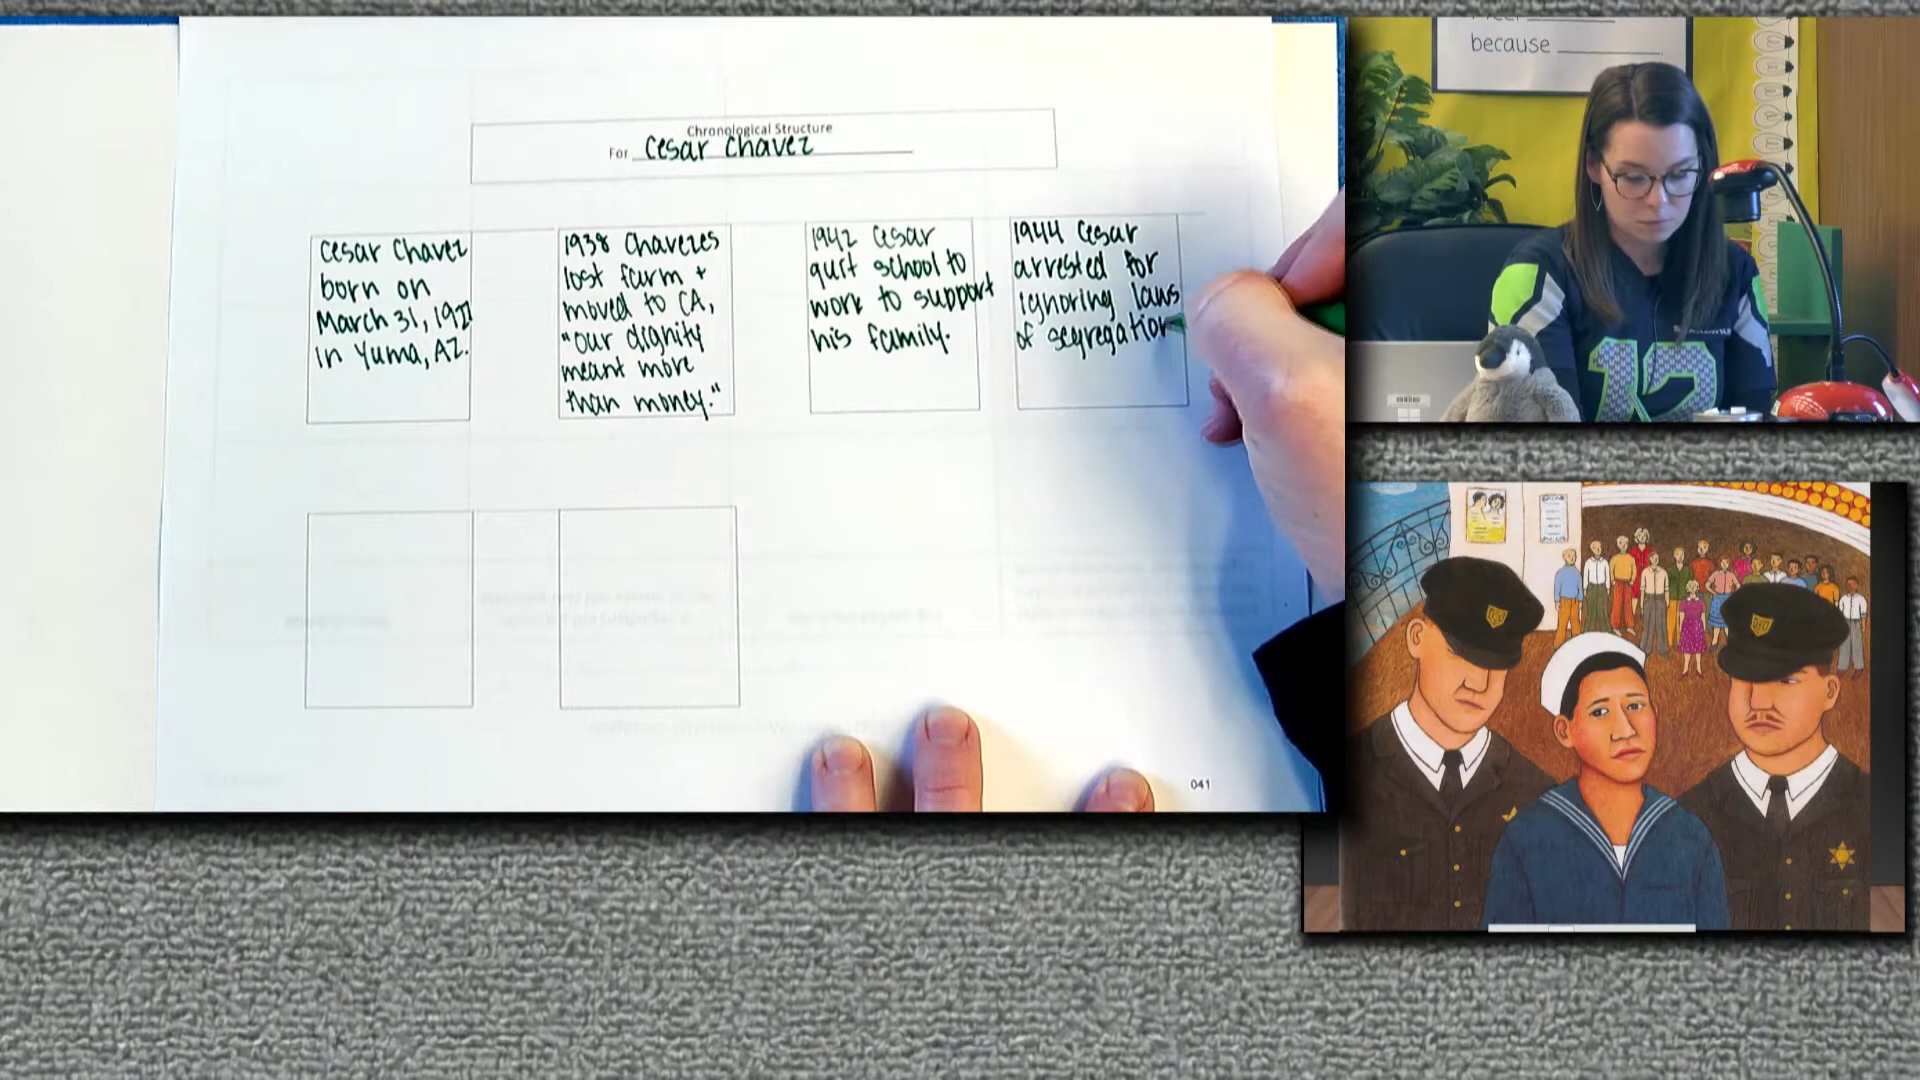 because
Chronological Structure
For Cesar Chavez
Cesar Chavez
born on
March 31, 1927
in Yuma, AZ.
1938 Chavezes
lost farm +
moved to CA,
"our dignity
meant more
than money."
1942 Cesar
quit school to
work to support
his family.
1944 Cesar
arrested for
ignoring laws
of segregation
041
12